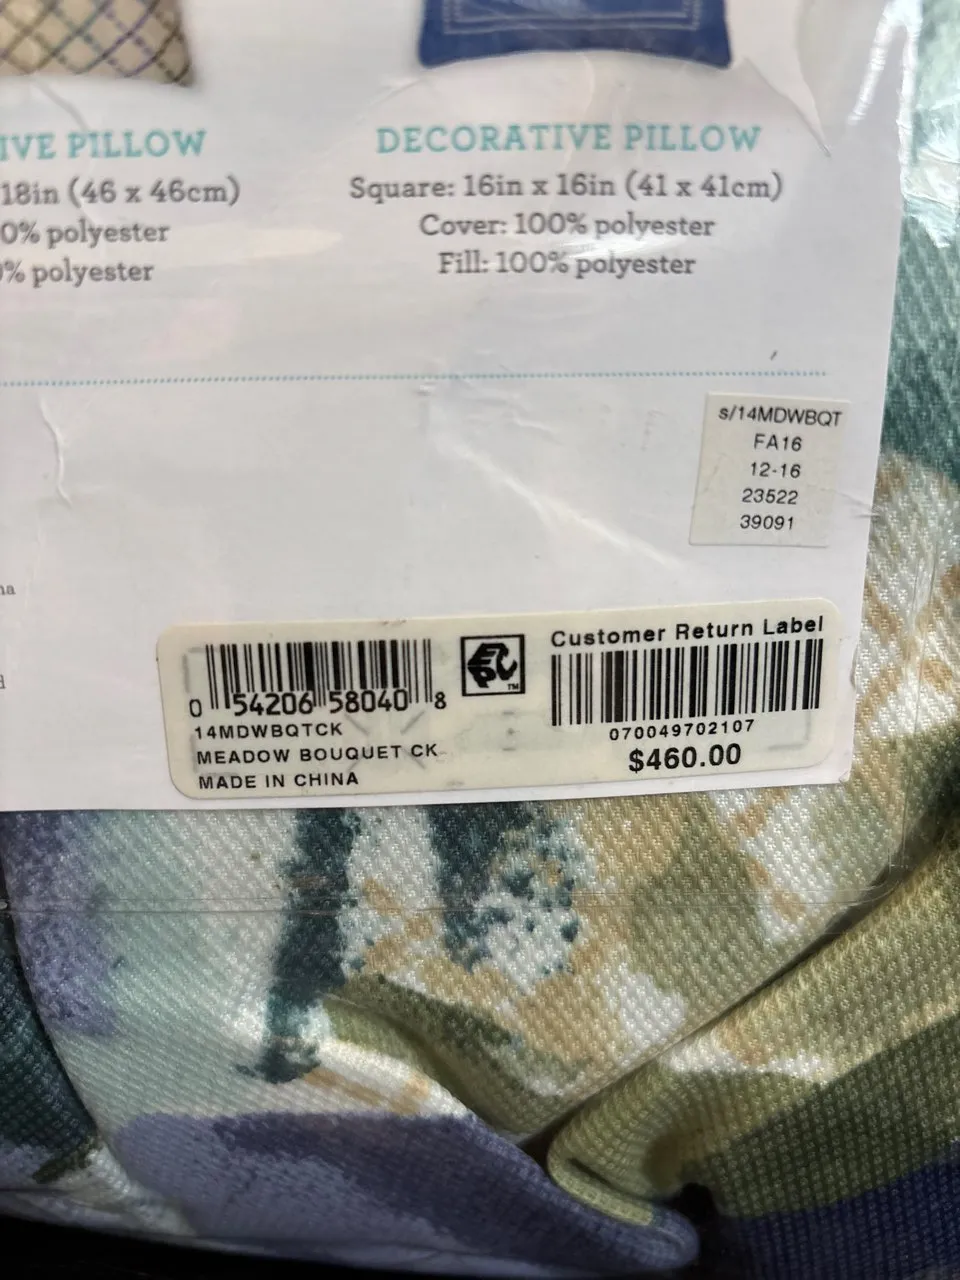 IVE PILLOW
18in (46 x 46cm)
0% polyester
% polyester
DECORATIVE PILLOW
Square: 16in x 16in (41 x 41cm)
Cover: 100% polyester
Fill: 100% polyester
s/14MDWBQT
FA16
12-16
23522
39091
na
d
0 54206 58040 8
14MDWBQTCK
MEADOW BOUQUET CK
MADE IN CHINA
TM
Customer Return Label
070049702107
$460.00